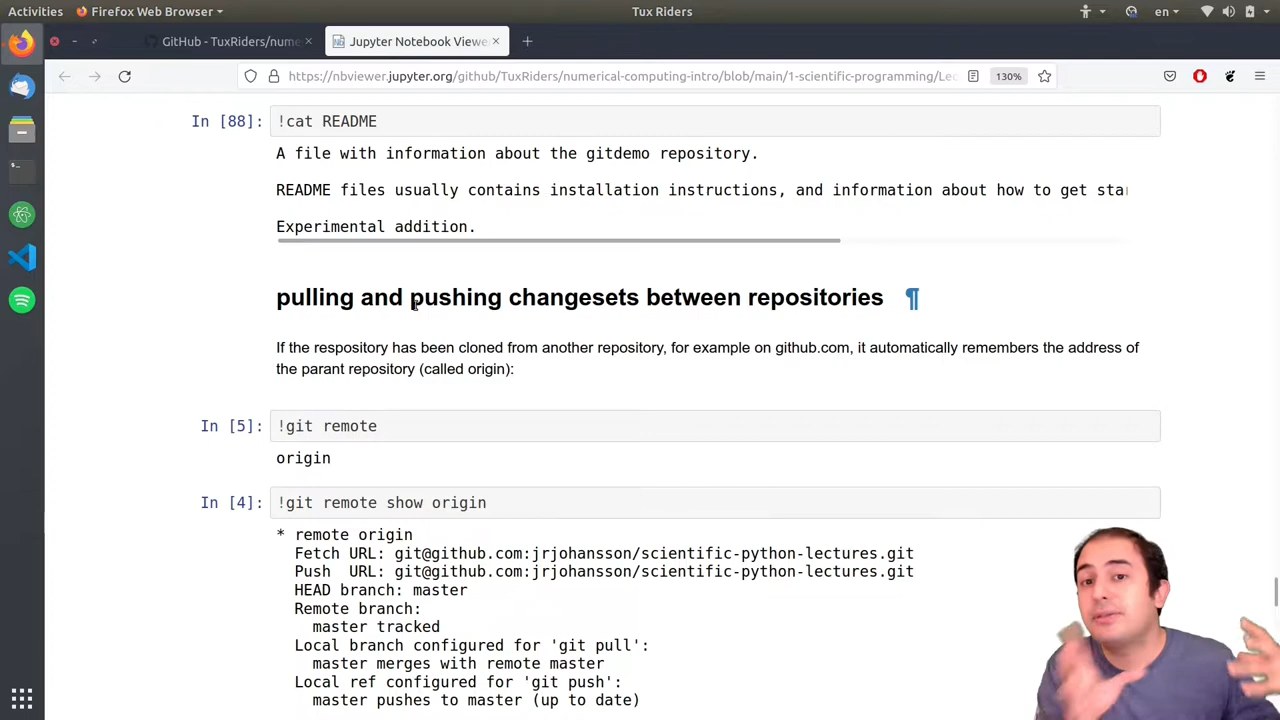 Activities
Firefox Web Browser
Tux Riders
en
GitHub - TuxRiders/nume
Jupyter Notebook Viewe
https://nbviewer.jupyter.org/github/TuxRiders/numerical-computing-intro/blob/main/1-scientific-programming/Lec
130%
In [88]: !cat README
A file with information about the gitdemo repository.
README files usually contains installation instructions, and information about how to get star
Experimental addition.
pulling and pushing changesets between repositories ¶
If the respository has been cloned from another repository, for example on github.com, it automatically remembers the address of
the parant repository (called origin):
In [5]: !git remote
origin
In [4]: !git remote show origin
* remote origin
Fetch URL: git@github.com:jrjohansson/scientific-python-lectures.git
Push  URL: git@github.com:jrjohansson/scientific-python-lectures.git
HEAD branch: master
Remote branch:
master tracked
Local branch configured for 'git pull':
master merges with remote master
Local ref configured for 'git push':
master pushes to master (up to date)